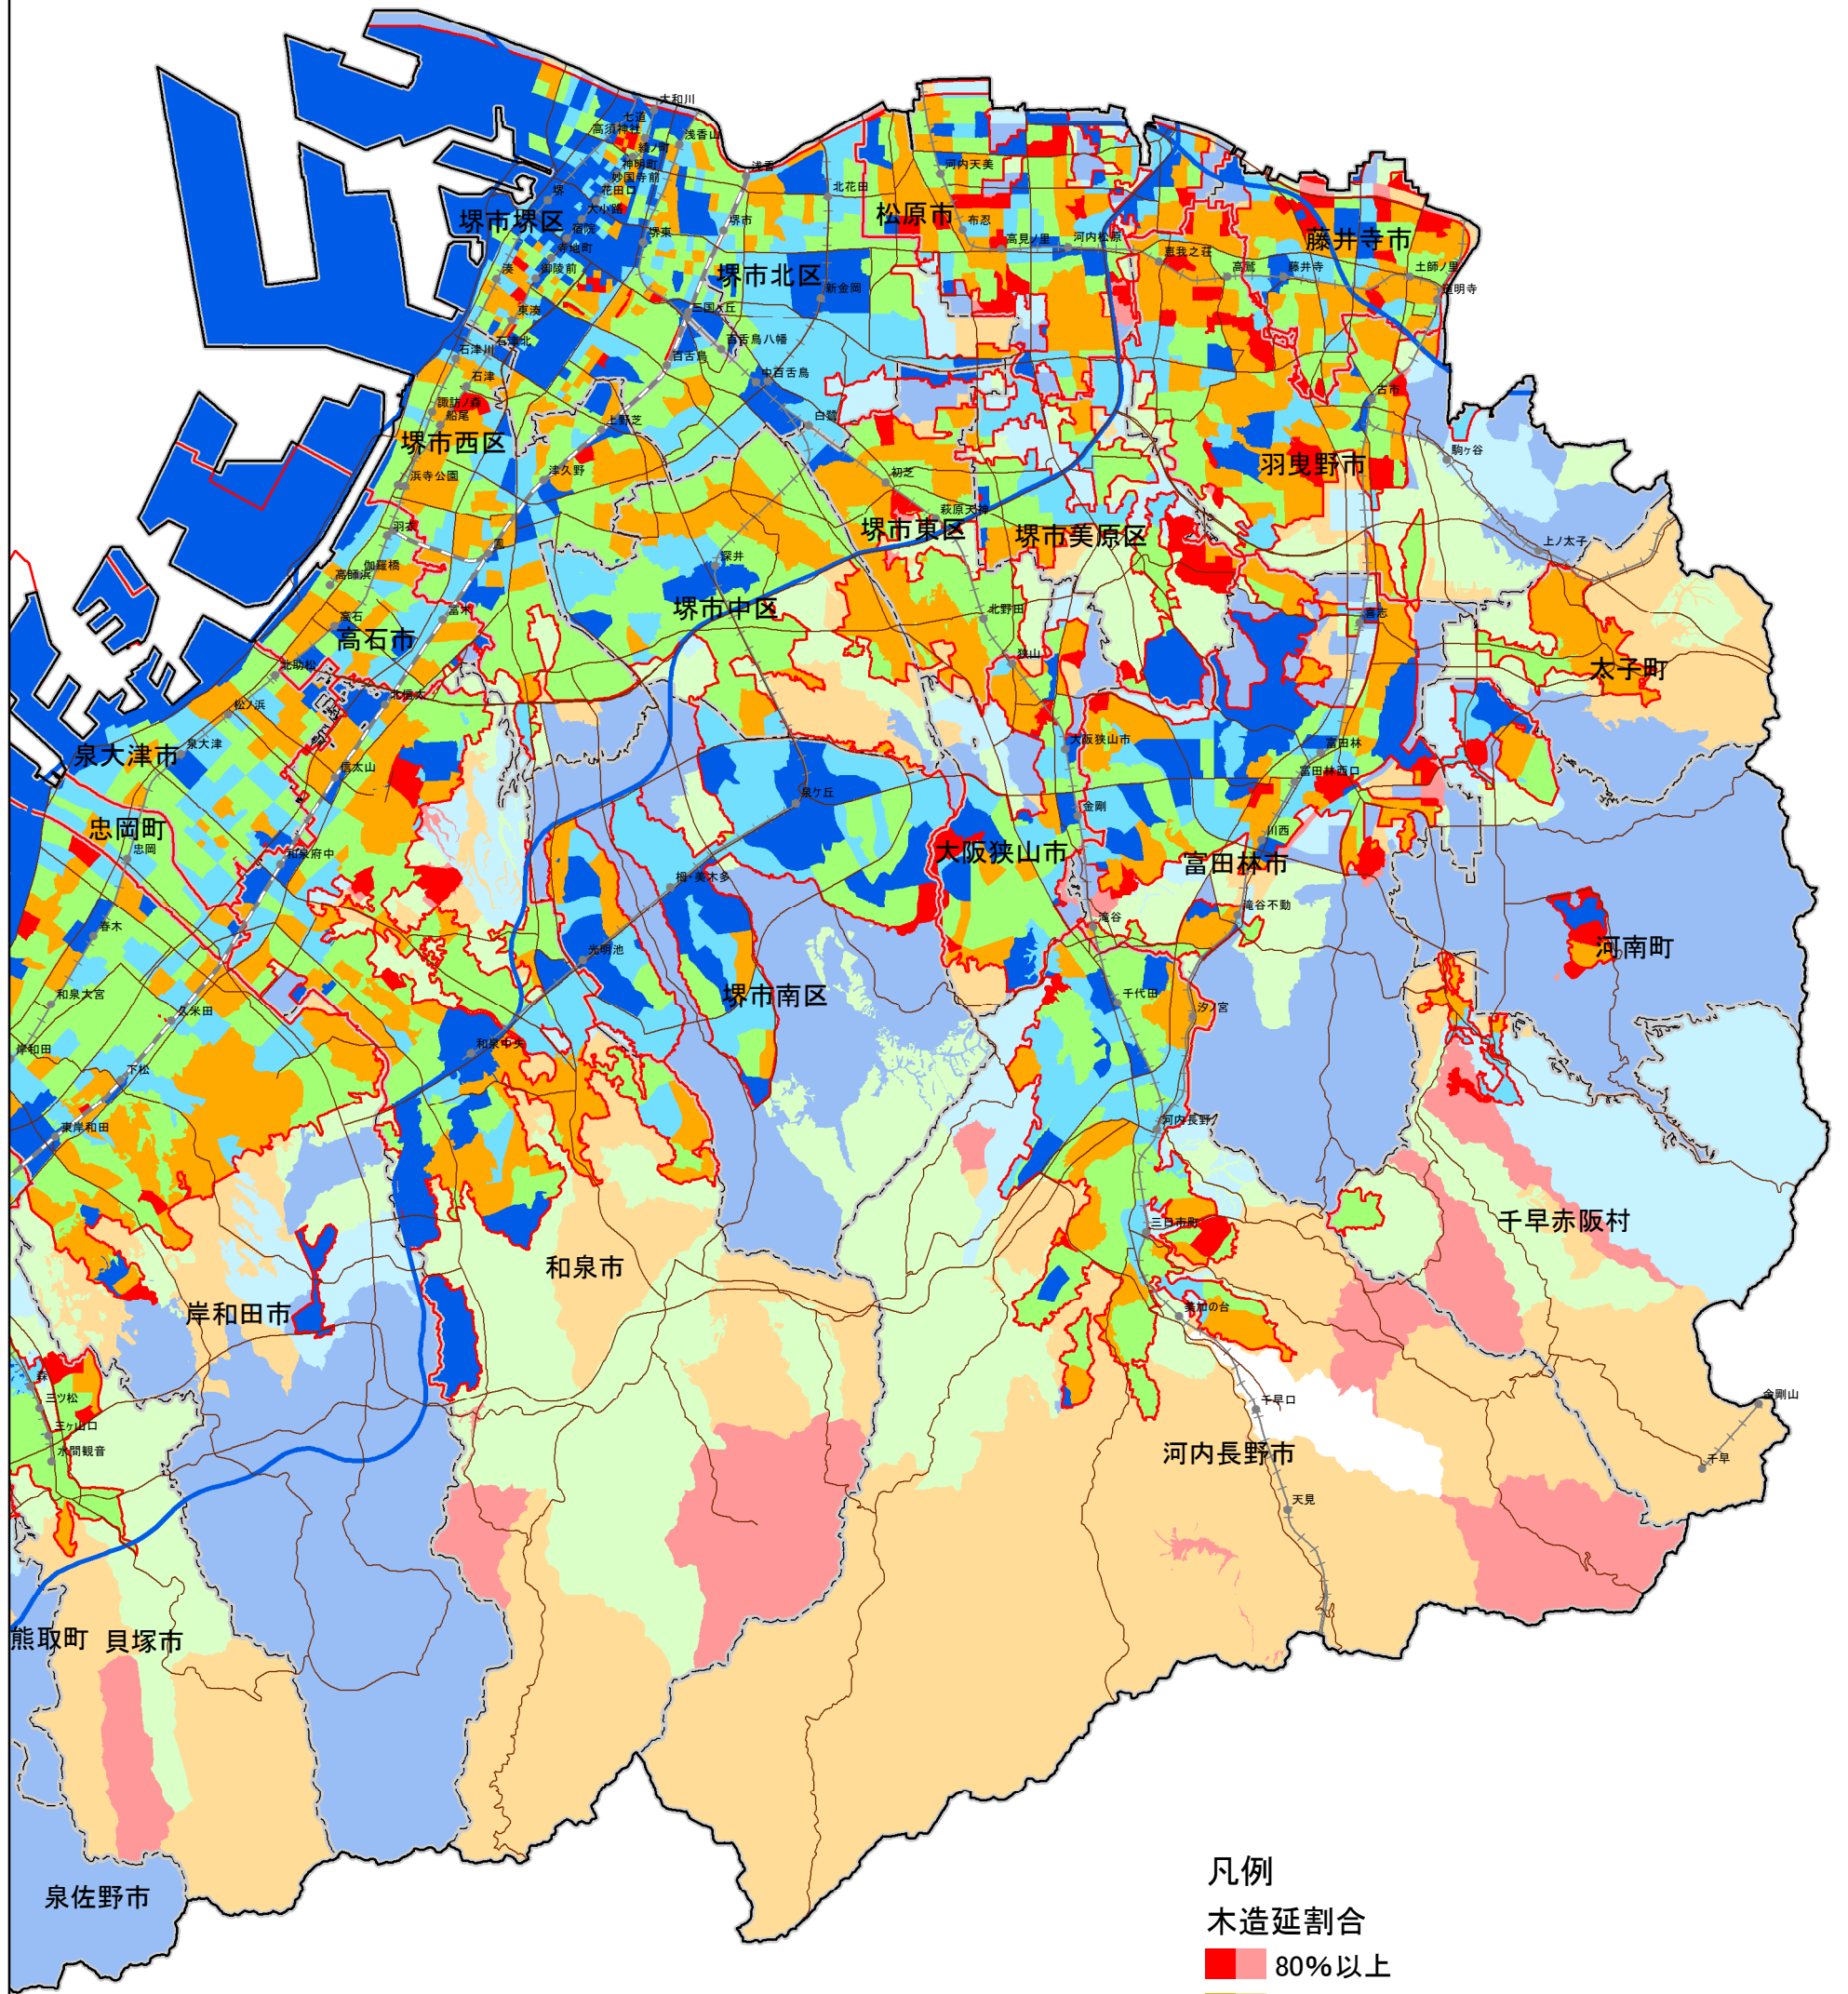 大和川
七道
高須神社
浅香山
綾ノ町
神明町
妙国寺前
浅香
河内天美
花田口
北花田
堺
大小路
堺市堺区
松原市
布忍
宿院
堺市
堺東
高見ノ里
河内松原
藤井寺市
寺地町
恵我之荘
御陵前
湊
堺市北区
高鷲
藤井寺
土師ノ里
新金岡
道明寺
東湊
三国ヶ丘
石津北
百舌鳥八幡
石津川
百舌鳥
石津
中百舌鳥
諏訪ノ森
古市
船尾
白鷺
上野芝
堺市西区
駒ヶ谷
羽曳野市
津久野
浜寺公園
初芝
萩原天神
羽衣
堺市東区
堺市美原区
鳳
上ノ太子
深井
伽羅橋
高師浜
富木
堺市中区
北野田
高石
喜志
高石市
狭山
北助松
太子町
北信太
松ノ浜
大阪狭山市
富田林
泉大津
泉大津市
信太山
富田林西口
泉ケ丘
金剛
忠岡町
川西
忠岡
和泉府中
大阪狭山市
富田林市
栂・美木多
滝谷不動
滝谷
春木
河南町
光明池
和泉大宮
堺市南区
千代田
久米田
汐ノ宮
和泉中央
岸和田
下松
河内長野
東岸和田
三日市町
千早赤阪村
和泉市
美加の台
岸和田市
森
三ツ松
金剛山
千早口
三ヶ山口
水間観音
河内長野市
千早
天見
熊取町
貝塚市
泉佐野市
凡例
木造延割合
80%以上